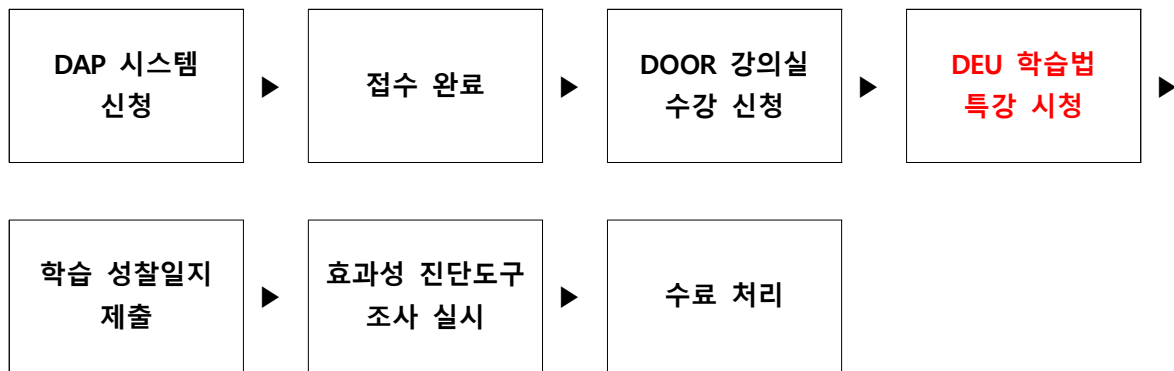 DAP 시스템
신청
▶
접수 완료
▶
DOOR 강의실
수강 신청
▶
DEU 학습법
특강 시청
▶
학습 성찰일지
제출
▶
효과성 진단도구
조사 실시
▶
수료 처리